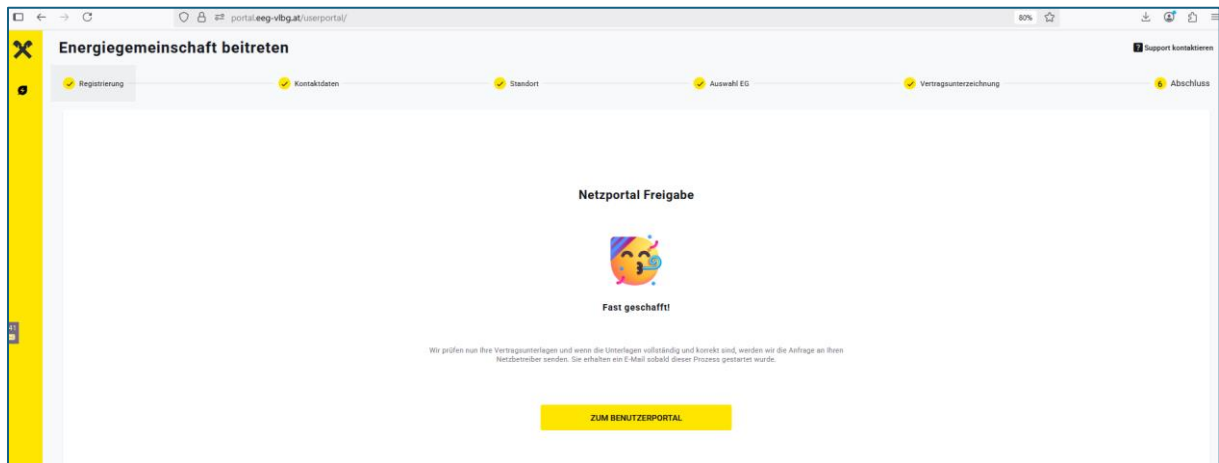 portal.eeg-vlbg.at/userportal/
80%
Energiegemeinschaft beitreten
? Support kontaktieren
Registrierung
Kontaktdaten
Standort
Auswahl EG
Vertragsunterzeichnung
6 Abschluss
Netzportal Freigabe
Fast geschafft!
Wir prüfen nun Ihre Vertragsunterlagen und wenn die Unterlagen vollständig und korrekt sind, werden wir die Anfrage an Ihren
Netzbetreiber senden. Sie erhalten ein E-Mail sobald dieser Prozess gestartet wurde.
41
ZUM BENUTZERPORTAL